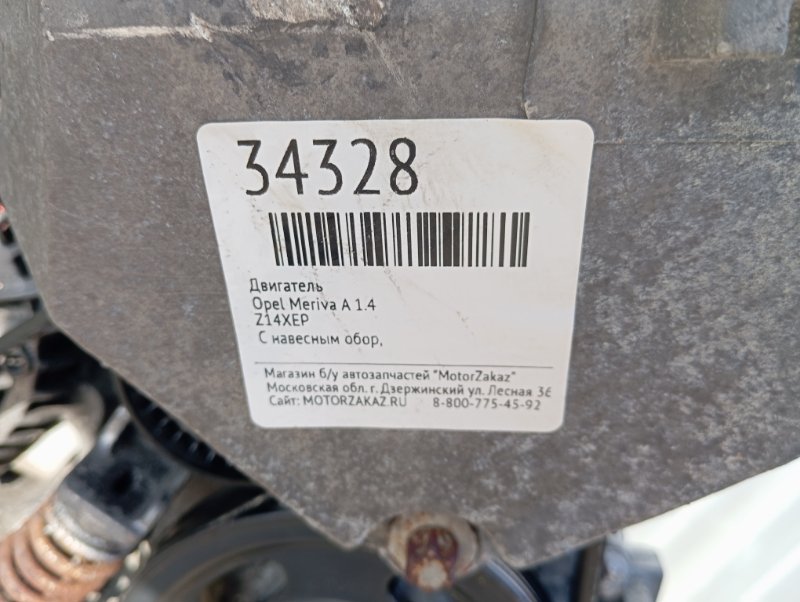 34328
Двигатель
Opel Meriva A 1.4
Z14XEP
С навесным обор,
Магазин б/у автозапчастей "MotorZakaz"
Московская обл. г. Дзержинский ул. Лесная 36
Сайт: MOTORZAKAZ.RU 8-800-775-45-92